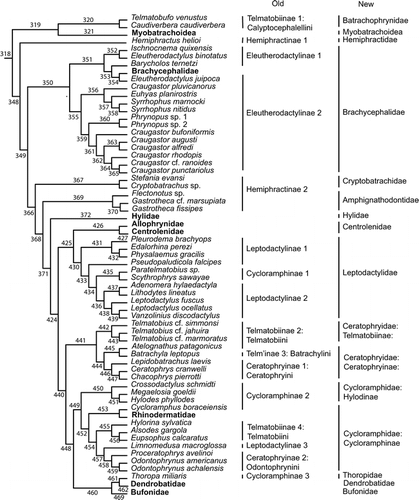 Old
New
320
Telmatobufo venustus
Telmatobiinae 1:
Batrachophrynidae
319
Caudiverbera caudiverbera
Calyptocephalellini
321
Myobatrachoidea
Myobatrachoidea
318
Hemiphractus helioi
Hemiphractinae 1
Hemiphractidae
348
Ischnocnema quixensis
Eleutherodactylinae 1
352
351
Eleutherodactylus binotatus
353
Barycholos ternetzi
350
354
Brachycephalidae
Eleutherodactylus juipoca
Eleutherodactylinae 2
Brachycephalidae
Craugastor pluvicanorus
356
Euhyas planirostris
357
Syrrhophus marnocki
355
358
Syrrhophus nitidus
360
Phrynopus sp. 1
Phrynopus sp. 2
359
Craugastor bufoniformis
361
Craugastor augusti
349
362
Craugastor alfredi
363
Craugastor rhodopis
364
Craugastor cf. ranoides
365
Craugastor punctariolus
367
Stefania evansi
Hemiphractinae 2
Cryptobatrachidae
366
Cryptobatrachus sp.
Flectonotus sp.
369
Gastrotheca cf. marsupiata
Amphignathodontidae
368
370
Gastrotheca fissipes
372
Hylidae
Hylidae
371
426
Allophrynidae
Centrolenidae
Centrolenidae
425
427
Pleurodema brachyops
Leptodactylinae 1
Leptodactylidae
431
Edalorhina perezi
432
Physalaemus gracilis
430
433
Pseudopaludicola falcipes
435
Paratelmatobius sp.
Cycloramphinae 1
Scythrophys sawayae
434
437
Adenomera hylaedactyla
Leptodactylinae 2
436
Lithodytes lineatus
438
Leptodactylus fuscus
424
439
Leptodactylus ocellatus
440
Vanzolinius discodactylus
442
Telmatobius cf. simmonsi
Telmatobiinae 2:
Telmatobiini
Ceratophryidae:
Telmatobiinae:
443
Telmatobius cf. jahuira
441
Telmatobius cf. marmoratus
445
Atelognathus patagonicus
Batrachyla leptopus
Telm'inae 3: Batrachylini
Ceratophryidae:
Ceratophryinae:
444
Lepidobatrachus laevis
Ceratophryinae 1:
Ceratophryini
446
Ceratophrys cranwelli
447
Chacophrys pierrotti
450
Crossodactylus schmidti
Cycloramphinae 2
Cycloramphidae:
Hylodinae
Megaelosia goeldii
451
Hylodes phyllodes
449
Cycloramphus boraceiensis
Cycloramphidae:
Cycloramphinae
453
Rhinodermatidae
448
452
Hylorina sylvatica
Telmatobiinae 4:
Telmatobiini
455
Alsodes gargola
456
Eupsophus calcaratus
454
Limnomedusa macroglossa
Leptodactylinae 3
457
Proceratophrys avelinoi
Ceratophryinae 2:
Odontophrynini
458
Odontophrynus americanus
459
Odontophrynus achalensis
Thoropa miliaris
Cycloramphinae 3
Thoropidae
461
462
Dendrobatidae
Dendrobatidae
460
Bufonidae
Bufonidae
469